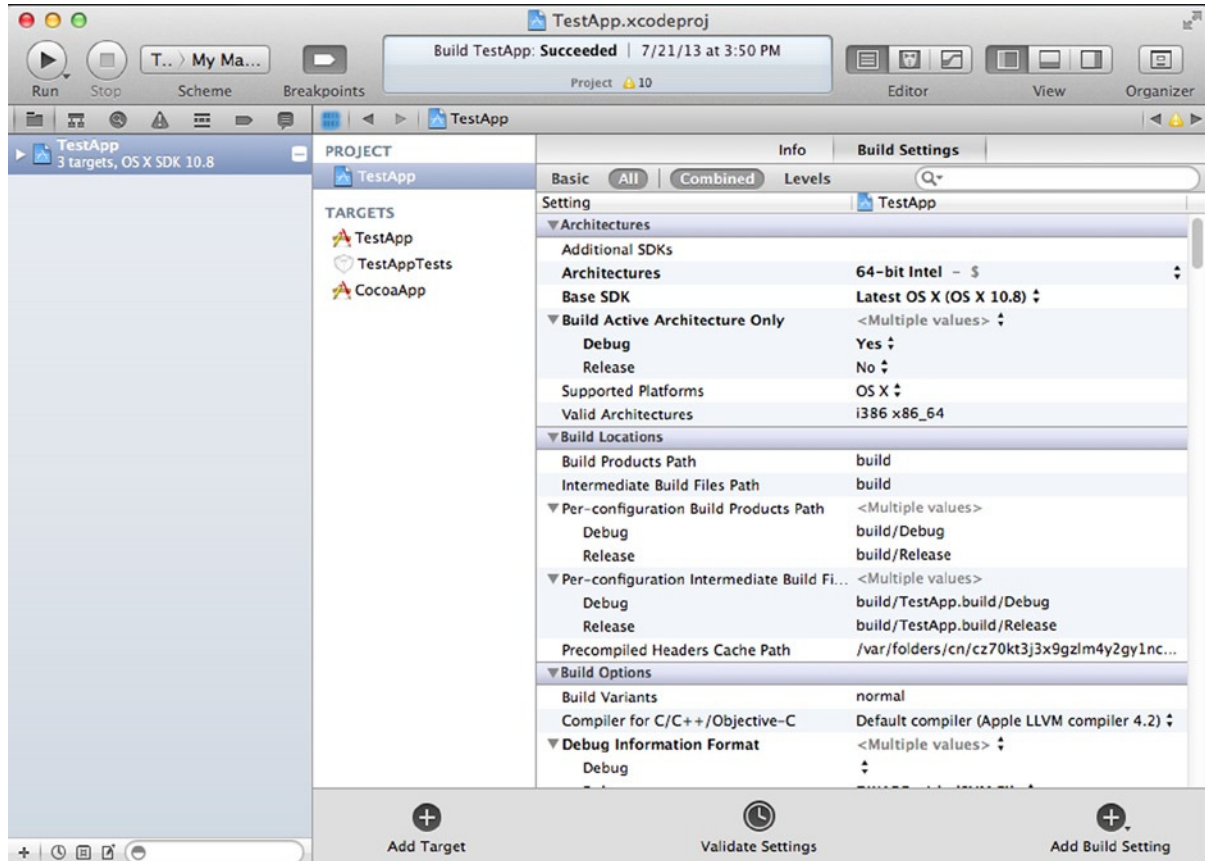 TestApp.xcodeproj
T.. 〉 My Ma...
Build TestApp: Succeeded | 7/21/13 at 3:50 PM
Project 10
Run Stop Scheme Breakpoints Editor View Organizer
TestApp
TestApp
3 targets, OS X SDK 10.8
PROJECT
TestApp
TARGETS
TestApp
TestAppTests
CocoaApp
Info Build Settings
Basic All Combined Levels
Setting TestApp
Architectures
Additional SDKs
Architectures 64-bit Intel – $
Base SDK Latest OS X (OS X 10.8)
Build Active Architecture Only <Multiple values>
Debug Yes
Release No
Supported Platforms OS X
Valid Architectures i386 x86_64
Build Locations
Build Products Path build
Intermediate Build Files Path build
Per-configuration Build Products Path <Multiple values>
Debug build/Debug
Release build/Release
Per-configuration Intermediate Build Fi... <Multiple values>
Debug build/TestApp.build/Debug
Release build/TestApp.build/Release
Precompiled Headers Cache Path /var/folders/cn/cz70kt3j3x9gzlm4y2gy1nc...
Build Options
Build Variants normal
Compiler for C/C++/Objective-C Default compiler (Apple LLVM compiler 4.2)
Debug Information Format <Multiple values>
Debug
Add Target Validate Settings Add Build Setting